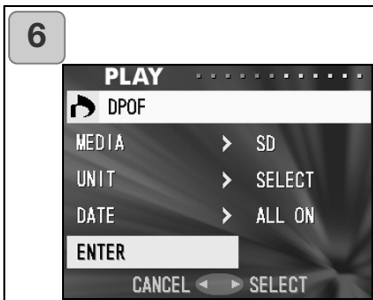 6
PLAY
DPOF
MEDIA > SD
UNIT > SELECT
DATE > ALL ON
ENTER
CANCEL ◄ ► SELECT